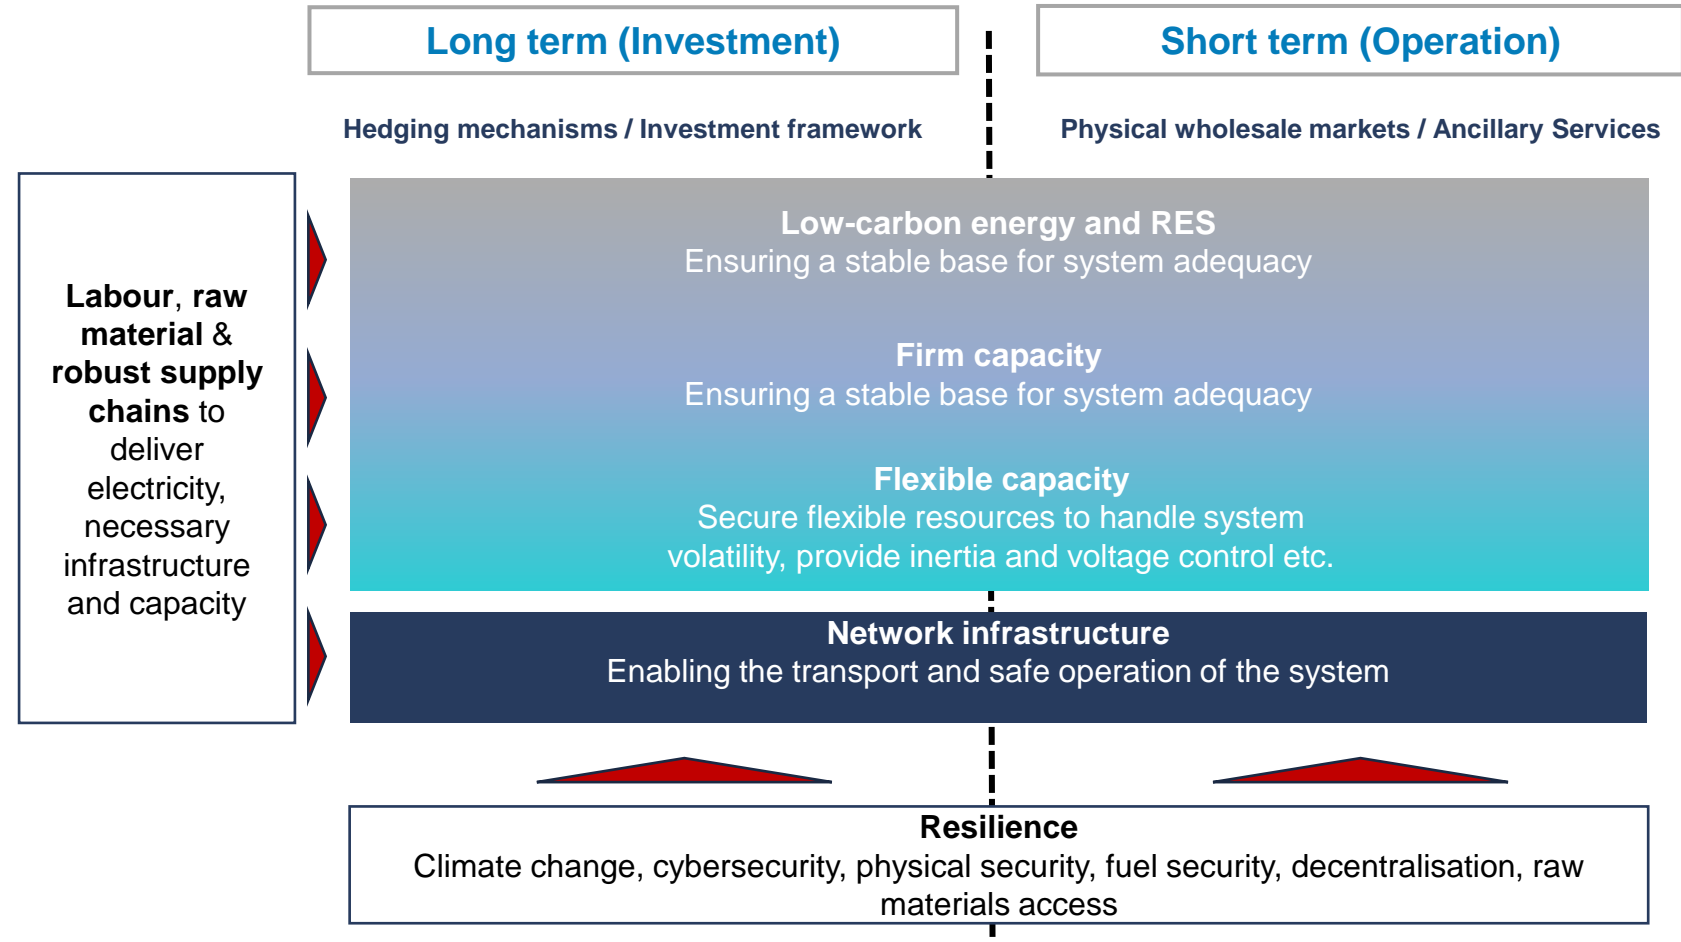 Long term (Investment)
Short term (Operation)
Hedging mechanisms / Investment framework
Physical wholesale markets / Ancillary Services
Labour, raw
material &
robust supply
chains to
deliver
electricity,
necessary
infrastructure
and capacity
Low-carbon energy and RES
Ensuring a stable base for system adequacy
Firm capacity
Ensuring a stable base for system adequacy
Flexible capacity
Secure flexible resources to handle system
volatility, provide inertia and voltage control etc.
Network infrastructure
Enabling the transport and safe operation of the system
Resilience
Climate change, cybersecurity, physical security, fuel security, decentralisation, raw
materials access